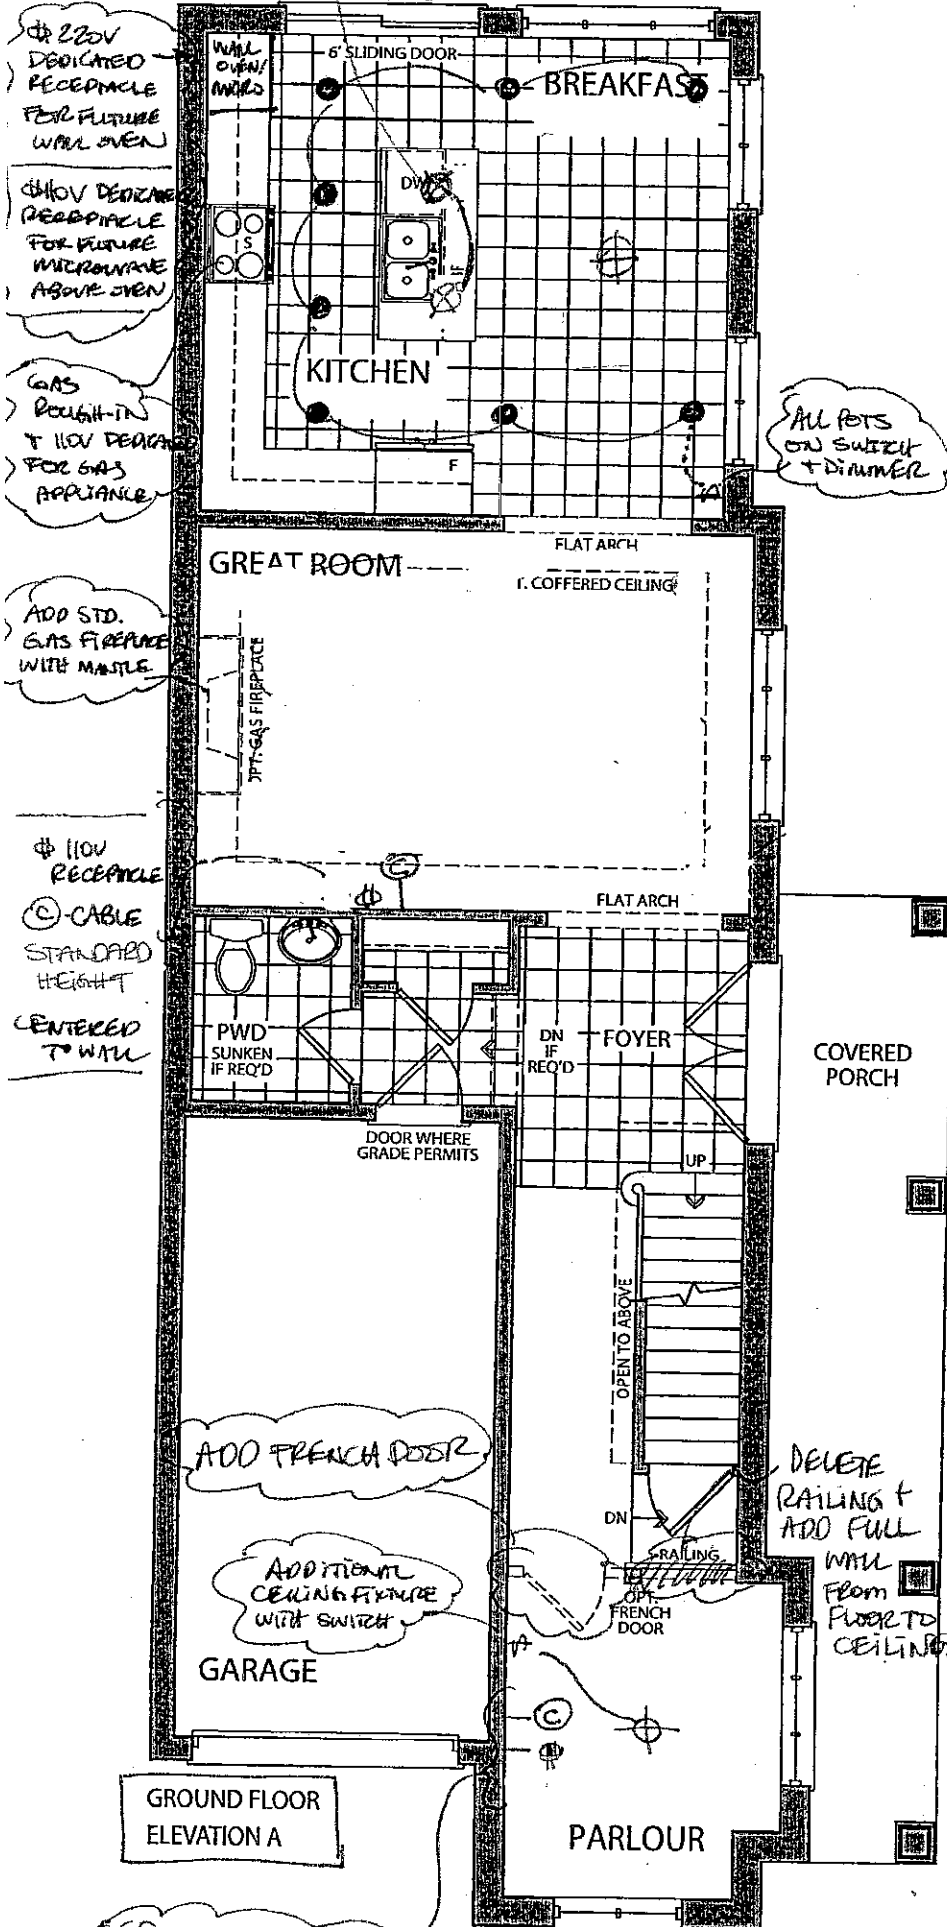 220V
DEDICATED
RECEPTACLE
FOR FUTURE
WALL OVEN
110V DEDICATED
RECEPTACLE
FOR FUTURE
MICROWAVE
ABOVE OVEN
GAS
ROUGH-IN
+ 110V DEDICATED
FOR GAS
APPLIANCE
ADD STD.
GAS FIREPLACE
WITH MANTLE
110V
RECEPTACLE
C -CABLE
STANDARD
HEIGHT
CENTERED
TO WALL
WALL
OVEN/
MICRO
6' SLIDING DOOR
BREAKFAST
DW
S
KITCHEN
F
ALL POTS
ON SWITCH
+ DIMMER
FLAT ARCH
GREAT ROOM
COFFERED CEILING
OPT. GAS FIREPLACE
C
FLAT ARCH
PWD
SUNKEN
IF REQ'D
DN
IF
REQ'D
FOYER
COVERED
PORCH
DOOR WHERE
GRADE PERMITS
UP
OPEN TO ABOVE
ADD FRENCH DOOR
DN
RAILING
OPT.
FRENCH
DOOR
DELETE
RAILING +
ADD FULL
WALL
FROM
FLOOR TO
CEILING
ADDITIONAL
CEILING FIXTURE
WITH SWITCH
GARAGE
C
GROUND FLOOR
ELEVATION A
PARLOUR